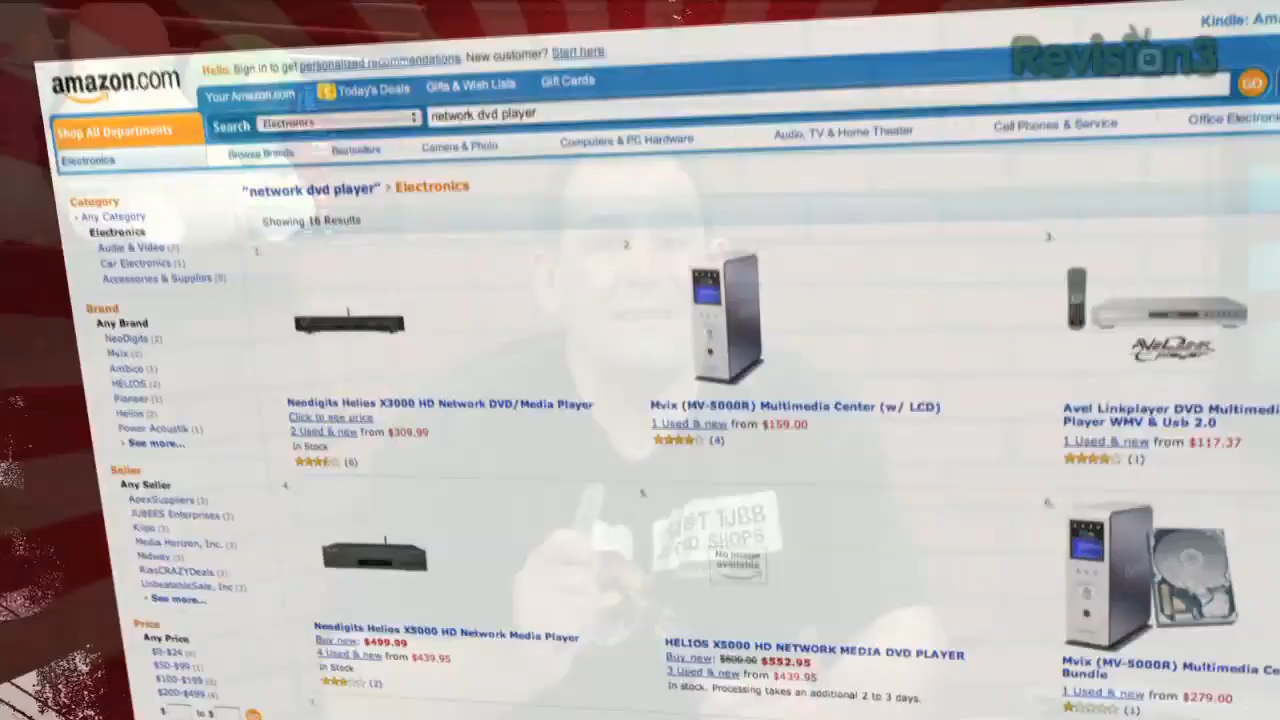 Kindle: Am
Revision3
amazon.com
Hello. Sign in to get personalized recommendations. New customer? Start here.
Your Amazon.com
Today's Deals
Gifts & Wish Lists
Gift Cards
Shop All Departments
Search
Electronics
network dvd player
GO
Electronics
Browse Brands
Bestsellers
Camera & Photo
Computers & PC Hardware
Audio, TV & Home Theater
Cell Phones & Service
Office Electron
"network dvd player" › Electronics
Showing 16 Results
Category
› Any Category
Electronics
Audio & Video (7)
Car Electronics (1)
Accessories & Supplies (8)
Brand
Any Brand
NeoDigits (3)
Mvix (2)
Ambico (1)
HELIOS (2)
Pioneer (1)
Helios (2)
Power Acoustik (1)
› See more...
Seller
Any Seller
ApexSuppliers (3)
JUBEES Enterprises (3)
Kiipo (3)
Media Horizon, Inc. (3)
Midway (3)
RiasCRAZYDeals (3)
UnbeatableSale, Inc (3)
› See more...
Price
Any Price
$0-$24 (4)
$50-$99 (1)
$100-$199 (6)
$200-$499 (4)
$ to $
1.
Neodigits Helios X3000 HD Network DVD/Media Player
Click to see price
2 Used & new from $309.99
In Stock
(6)
2.
Mvix (MV-5000R) Multimedia Center (w/ LCD)
1 Used & new from $159.00
(4)
3.
Avel Linkplayer DVD Multimedi
Player WMV & Usb 2.0
1 Used & new from $117.37
(1)
4.
Neodigits Helios X5000 HD Network Media Player
Buy new: $499.99
4 Used & new from $439.95
In Stock
(2)
5.
No image
available
HELIOS X5000 HD NETWORK MEDIA DVD PLAYER
Buy new: $600.00 $552.95
3 Used & new from $439.95
In stock. Processing takes an additional 2 to 3 days.
6.
Mvix (MV-5000R) Multimedia Ce
Bundle
1 Used & new from $279.00
(1)
7.